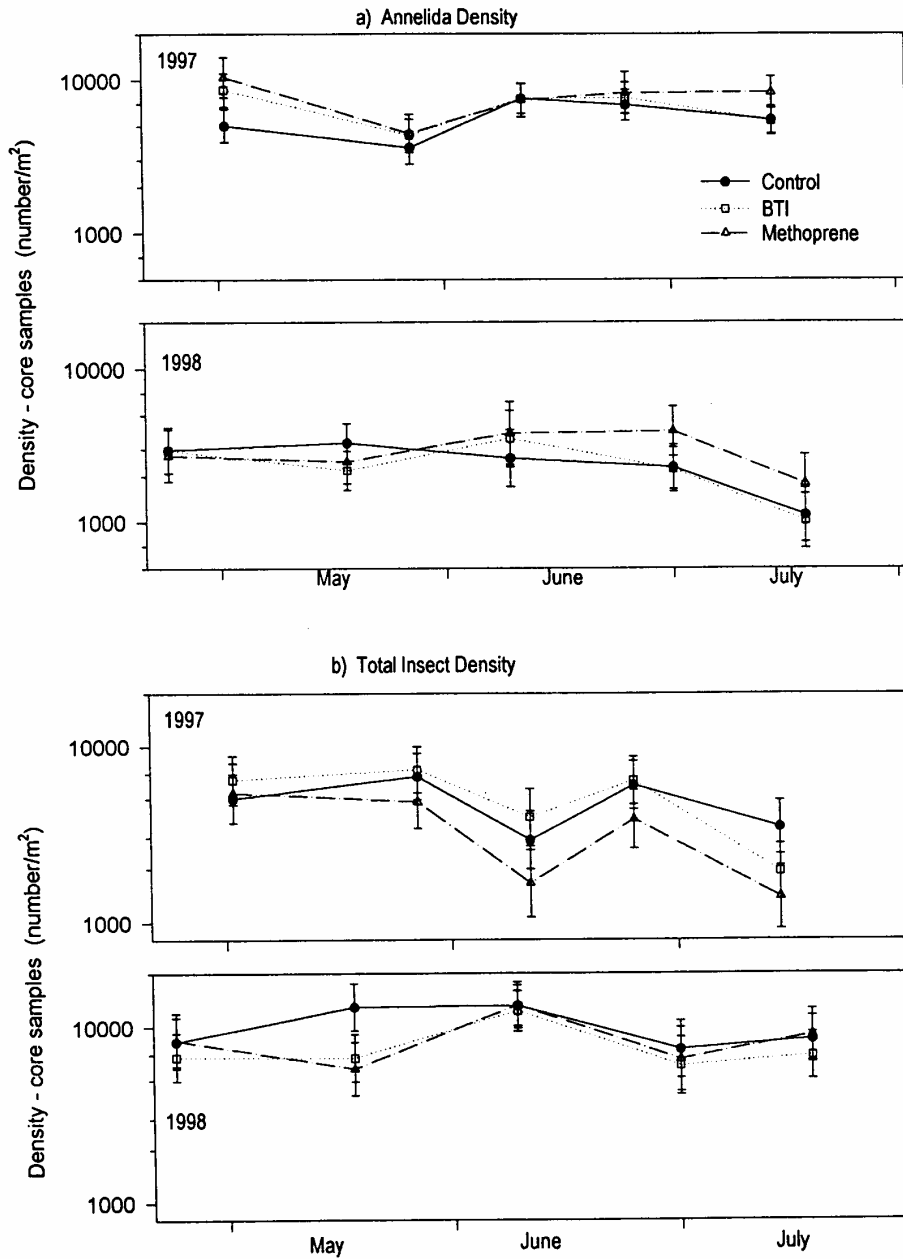 a) Annelida Density
1997
10000
1000
Control
BTI
Methoprene
1998
10000
1000
Density - core samples (number/m²)
May June July
b) Total Insect Density
1997
10000
1000
1998
10000
1000
Density - core samples (number/m²)
May June July